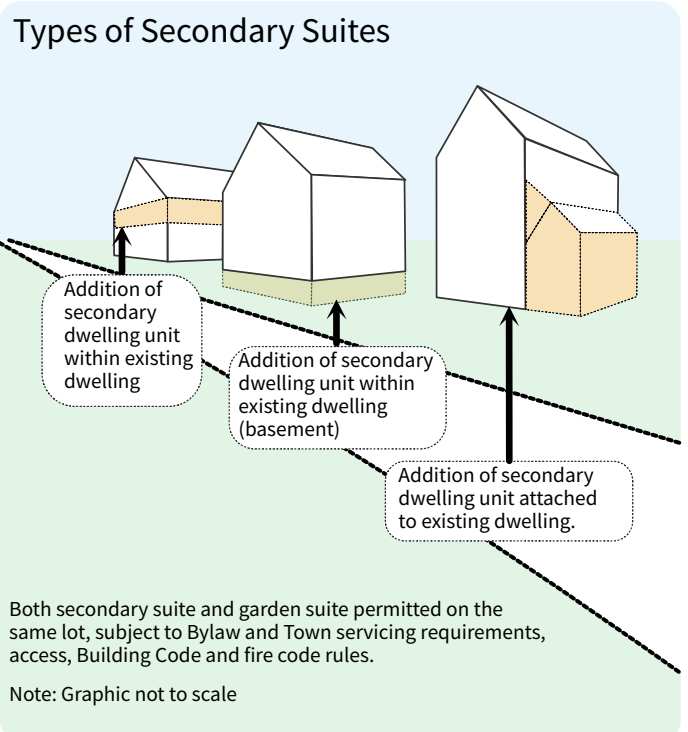 Types of Secondary Suites
Addition of
secondary
dwelling unit
within existing
dwelling
Addition of secondary
dwelling unit within
existing dwelling
(basement)
Addition of secondary
dwelling unit attached
to existing dwelling.
Both secondary suite and garden suite permitted on the
same lot, subject to Bylaw and Town servicing requirements,
access, Building Code and fire code rules.
Note: Graphic not to scale